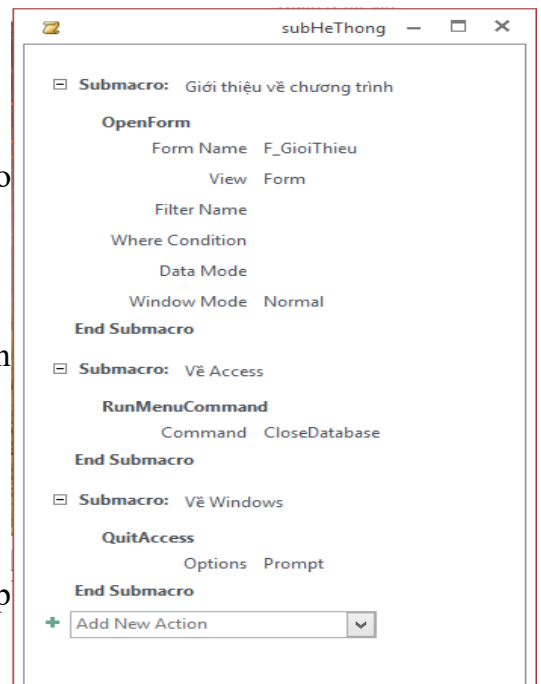 subHeThong
Submacro: Giới thiệu về chương trình
OpenForm
Form Name F_GioiThieu
View Form
Filter Name
Where Condition
Data Mode
Window Mode Normal
End Submacro
Submacro: Về Access
RunMenuCommand
Command CloseDatabase
End Submacro
Submacro: Về Windows
QuitAccess
Options Prompt
End Submacro
Add New Action